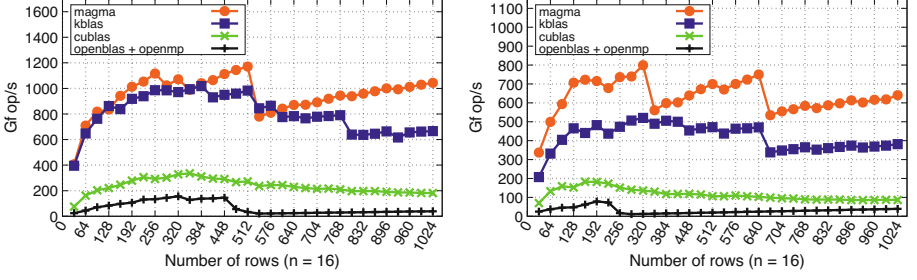 magma
kblas
cublas
openblas + openmp
1600
1400
1200
1000
800
600
400
200
0
Gf op/s
0 64 128 192 256 320 384 448 512 576 640 704 768 832 896 960 1024
Number of rows (n = 16)
magma
kblas
cublas
openblas + openmp
1100
1000
900
800
700
600
500
400
300
200
100
0
Gf op/s
0 64 128 192 256 320 384 448 512 576 640 704 768 832 896 960 1024
Number of rows (n = 16)